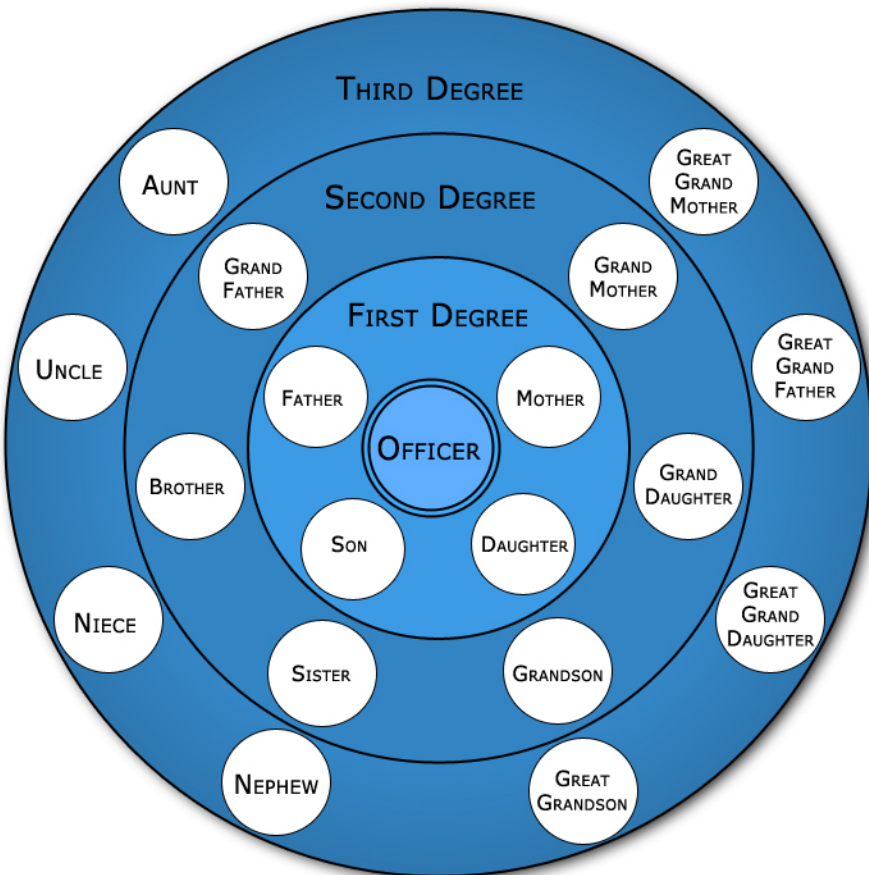 Third Degree
Aunt
Great
Grand
Mother
Second Degree
Grand
Father
Grand
Mother
First Degree
Uncle
Great
Grand
Father
Father
Mother
Officer
Brother
Grand
Daughter
Son
Daughter
Niece
Great
Grand
Daughter
Sister
Grandson
Nephew
Great
Grandson